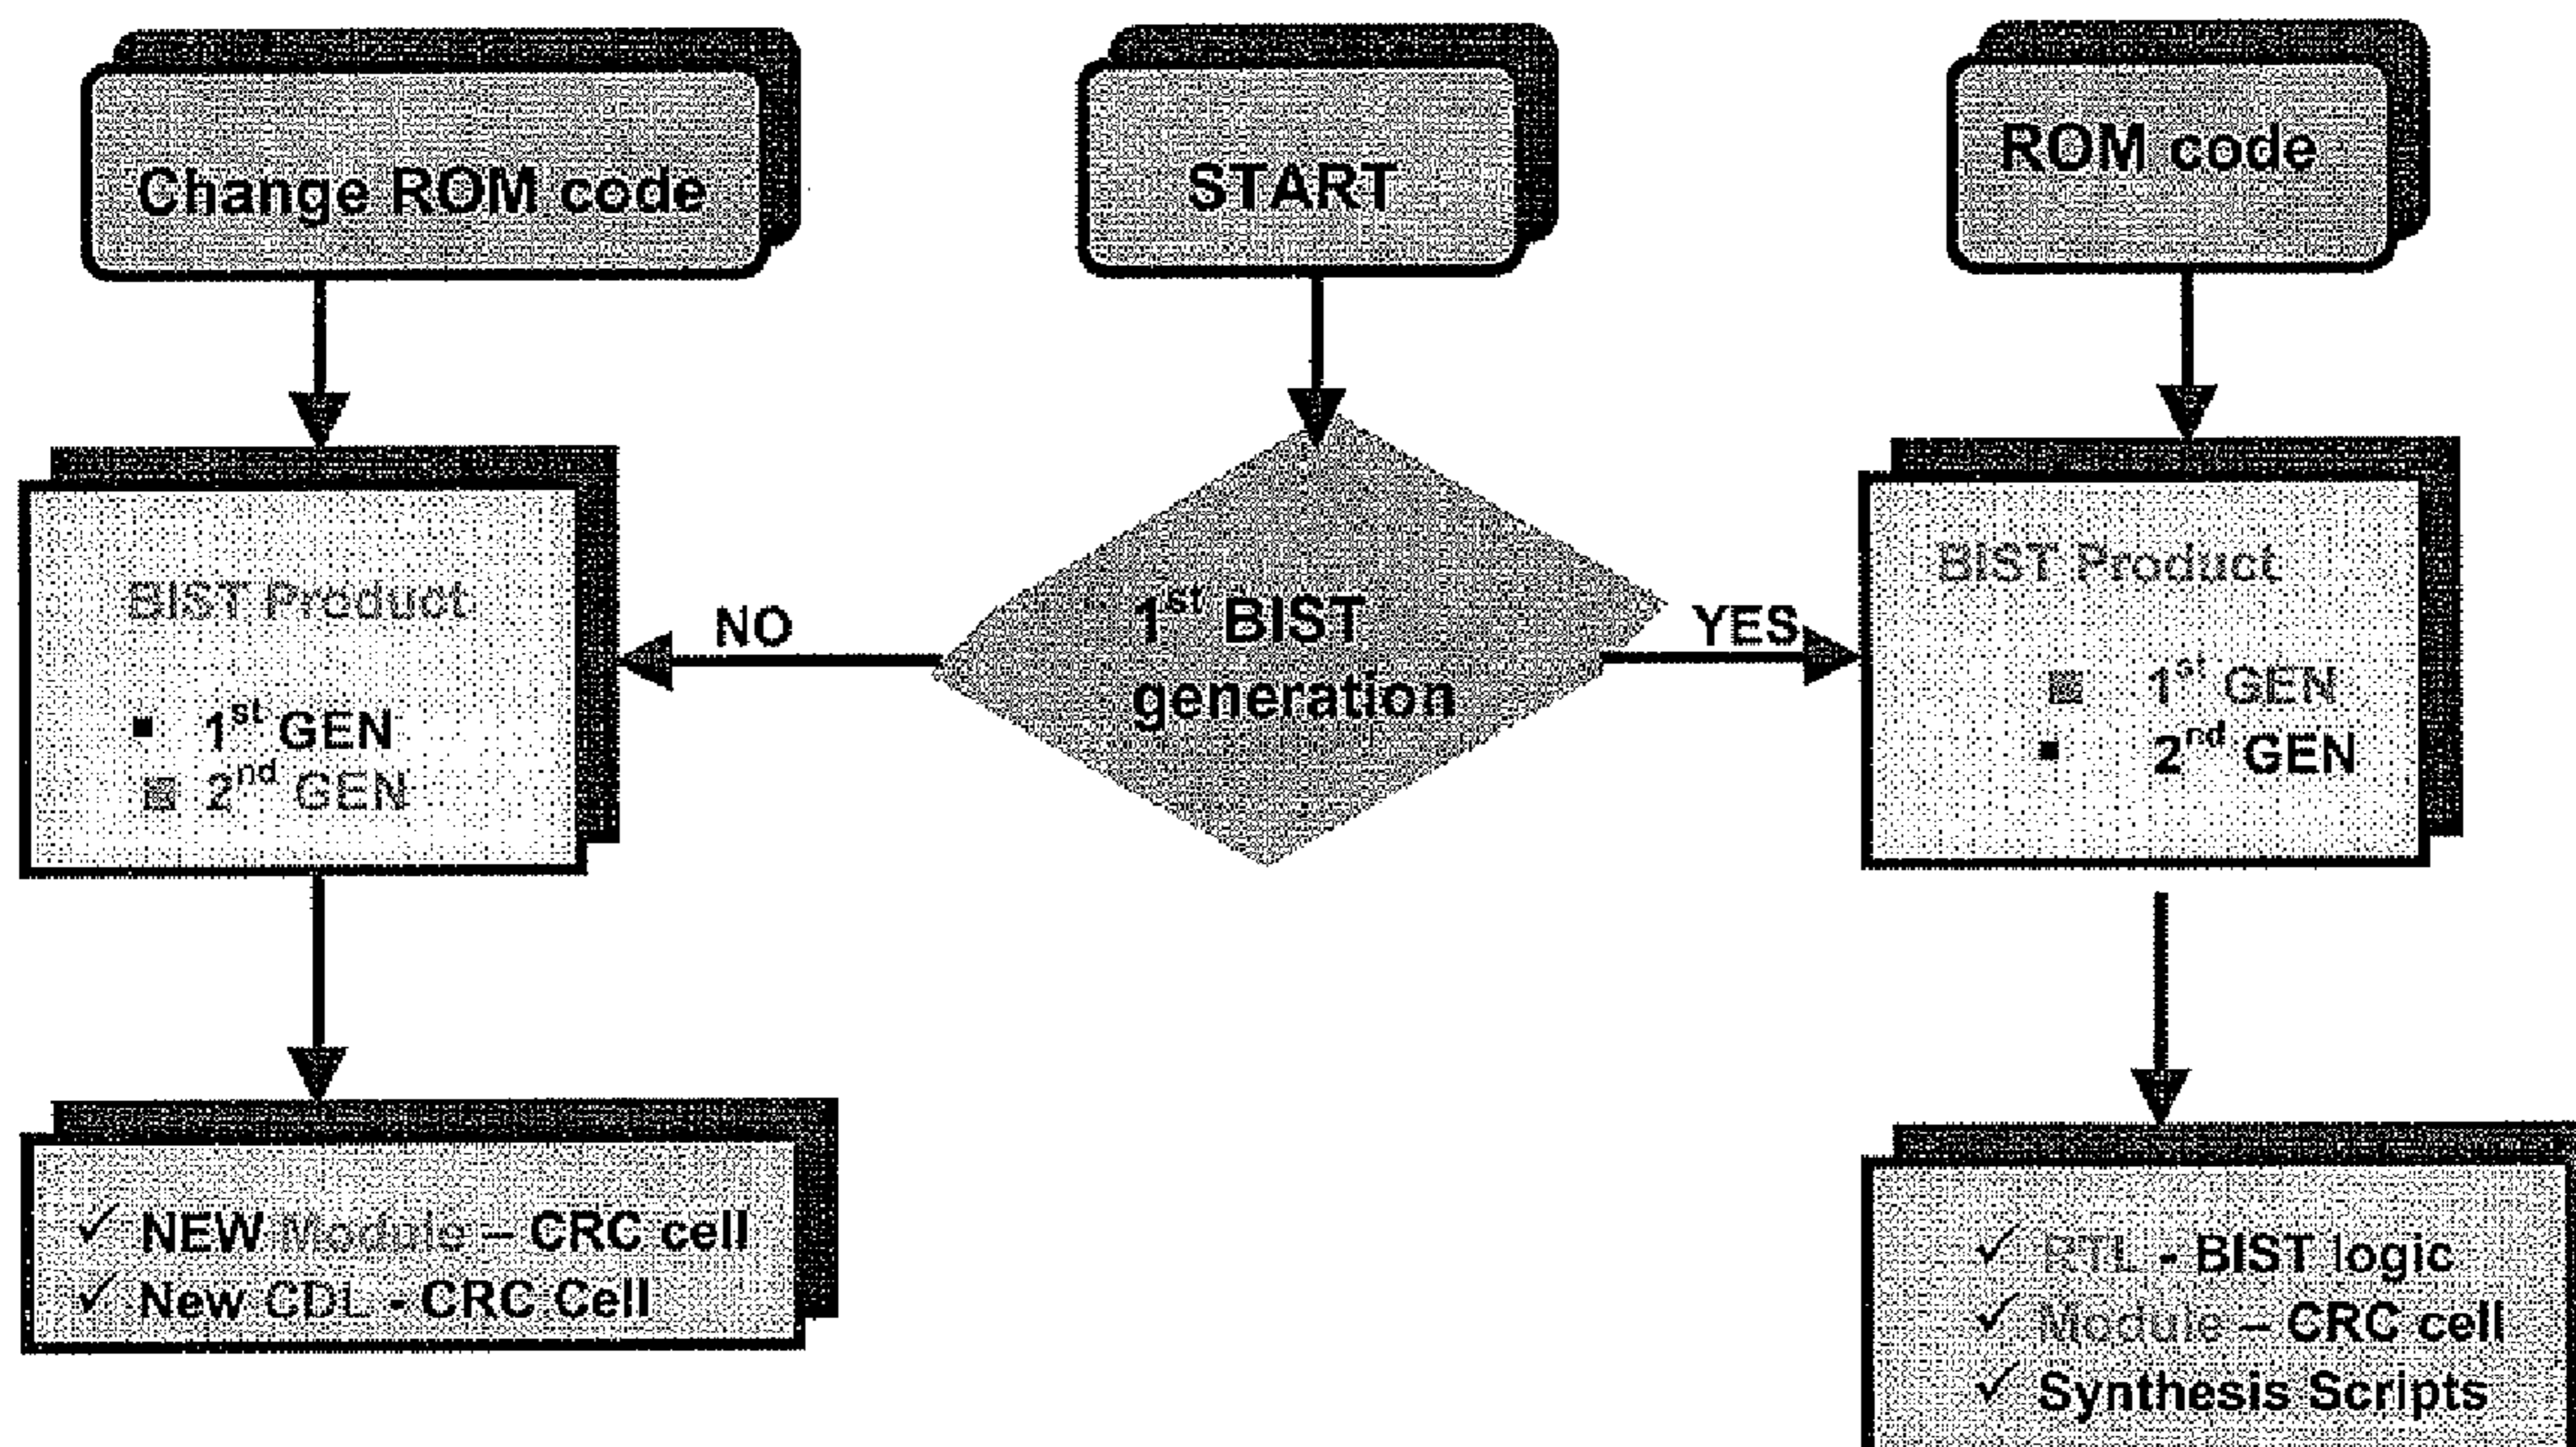 Change ROM code
START
ROM code
BIST Product
1st GEN
2nd GEN
NO
1st BIST
generation
YES
BIST Product
1st GEN
2nd GEN
✓ NEW Module – CRC cell
✓ New CDL - CRC Cell
✓ RTL - BIST logic
✓ Module – CRC cell
✓ Synthesis Scripts